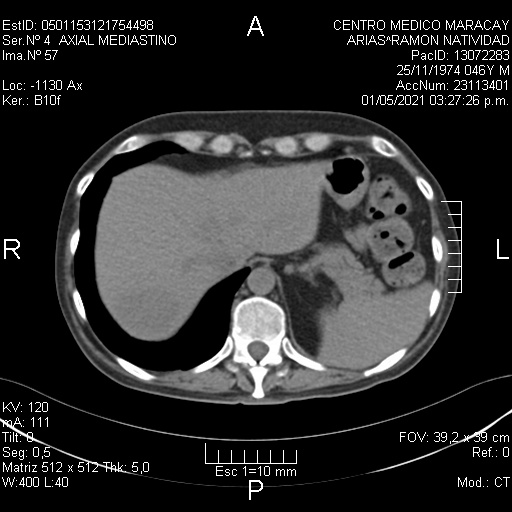 EstID: 0501153121754498
Ser.Nº 4 AXIAL MEDIASTINO
Ima.Nº 57
Loc: -1130 Ax
Ker.: B10f
A
CENTRO MEDICO MARACAY
ARIAS^RAMON NATIVIDAD
PacID: 13072283
25/11/1974 046Y M
AccNum: 23113401
01/05/2021 03:27:26 p.m.
R
L
KV: 120
mA: 111
Tilt: 0
Seg: 0,5
Matriz 512 x 512 Thk: 5,0
W:400 L:40
Esc 1=10 mm
P
FOV: 39,2 x 39 cm
Ref.: 0
Mod.: CT